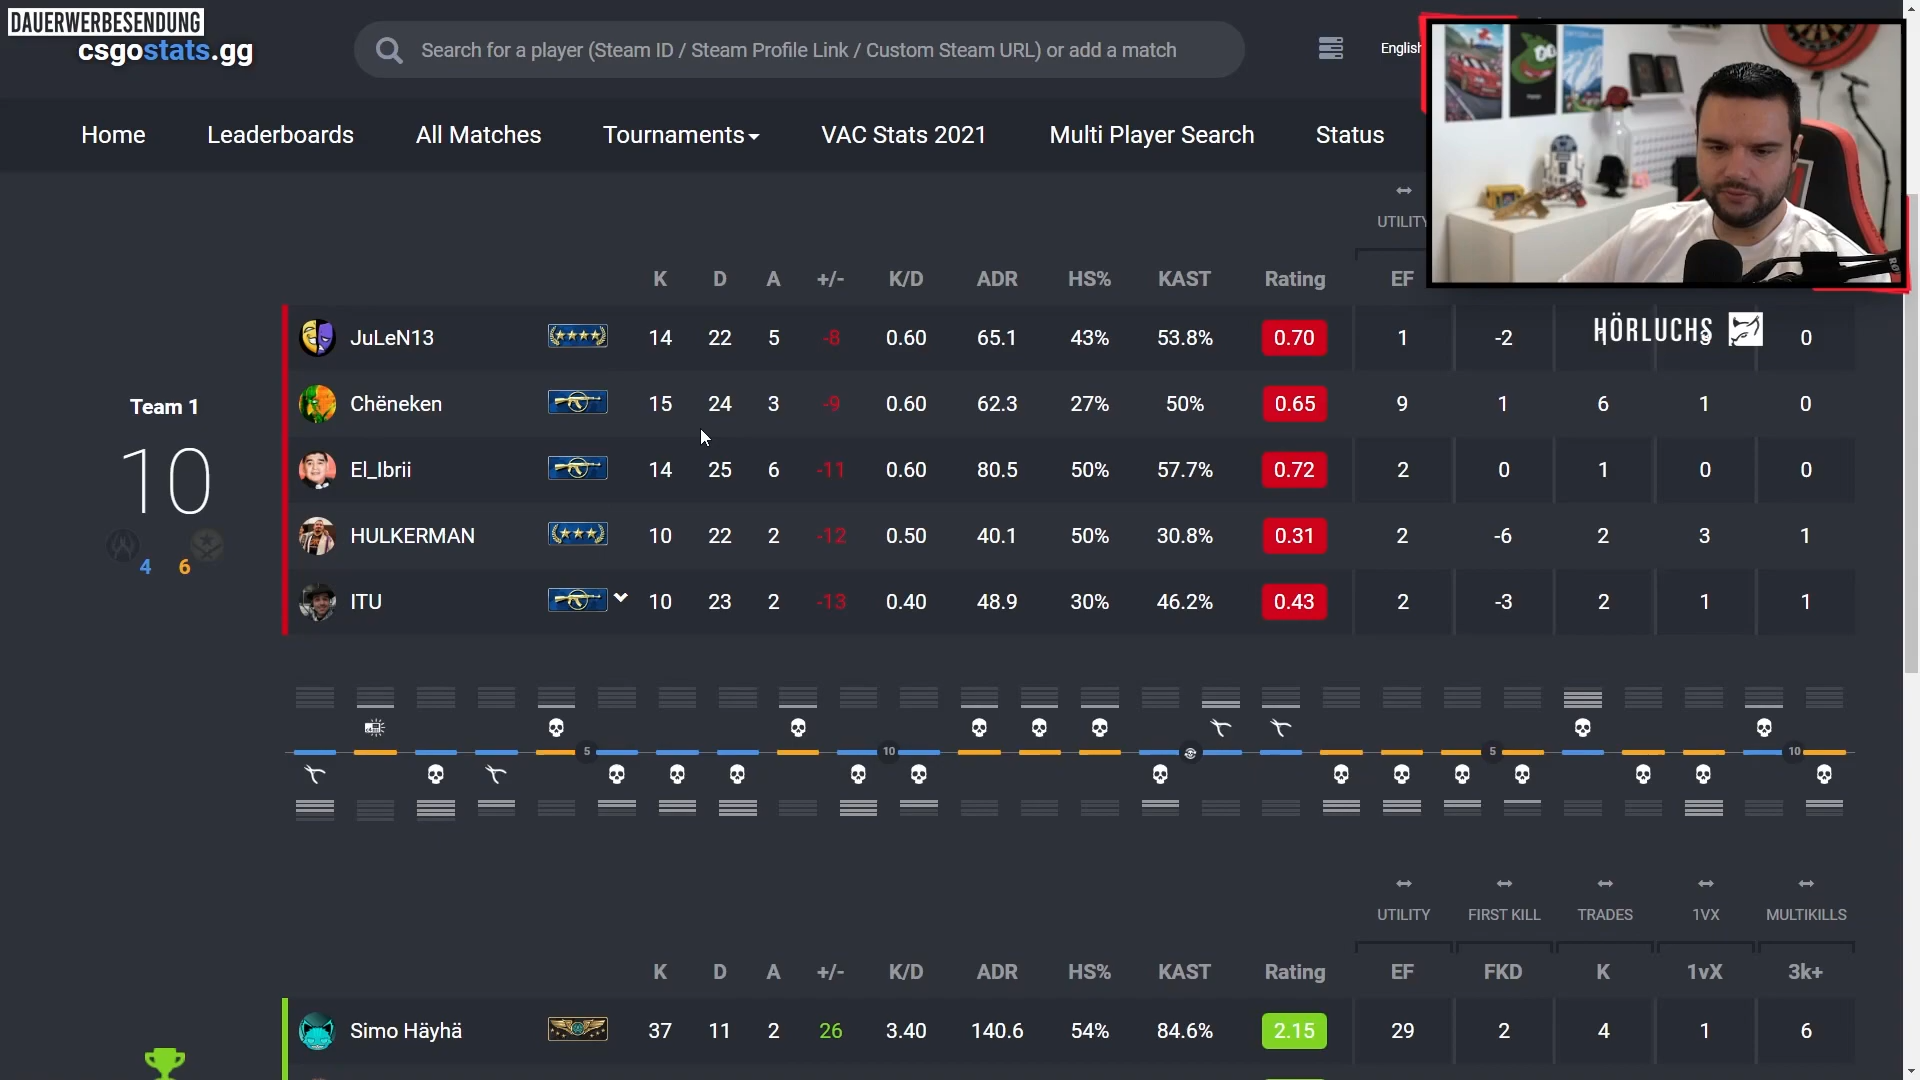 DAUERWERBESENDUNG
csgostats.gg
Search for a player (Steam ID / Steam Profile Link / Custom Steam URL) or add a match
English
Home Leaderboards All Matches Tournaments VAC Stats 2021 Multi Player Search Status
UTILITY
K D A +/- K/D ADR HS% KAST Rating EF
HÖRLUCHS
JuLeN13 14 22 5 -8 0.60 65.1 43% 53.8% 0.70 1 -2 0
Team 1
Chëneken 15 24 3 -9 0.60 62.3 27% 50% 0.65 9 1 6 1 0
10
El_Ibrii 14 25 6 -11 0.60 80.5 50% 57.7% 0.72 2 0 1 0 0
HULKERMAN 10 22 2 -12 0.50 40.1 50% 30.8% 0.31 2 -6 2 3 1
4 6
ITU 10 23 2 -13 0.40 48.9 30% 46.2% 0.43 2 -3 2 1 1
5 10 5 10
UTILITY FIRST KILL TRADES 1VX MULTIKILLS
K D A +/- K/D ADR HS% KAST Rating EF FKD K 1vX 3k+
Simo Häyhä 37 11 2 26 3.40 140.6 54% 84.6% 2.15 29 2 4 1 6